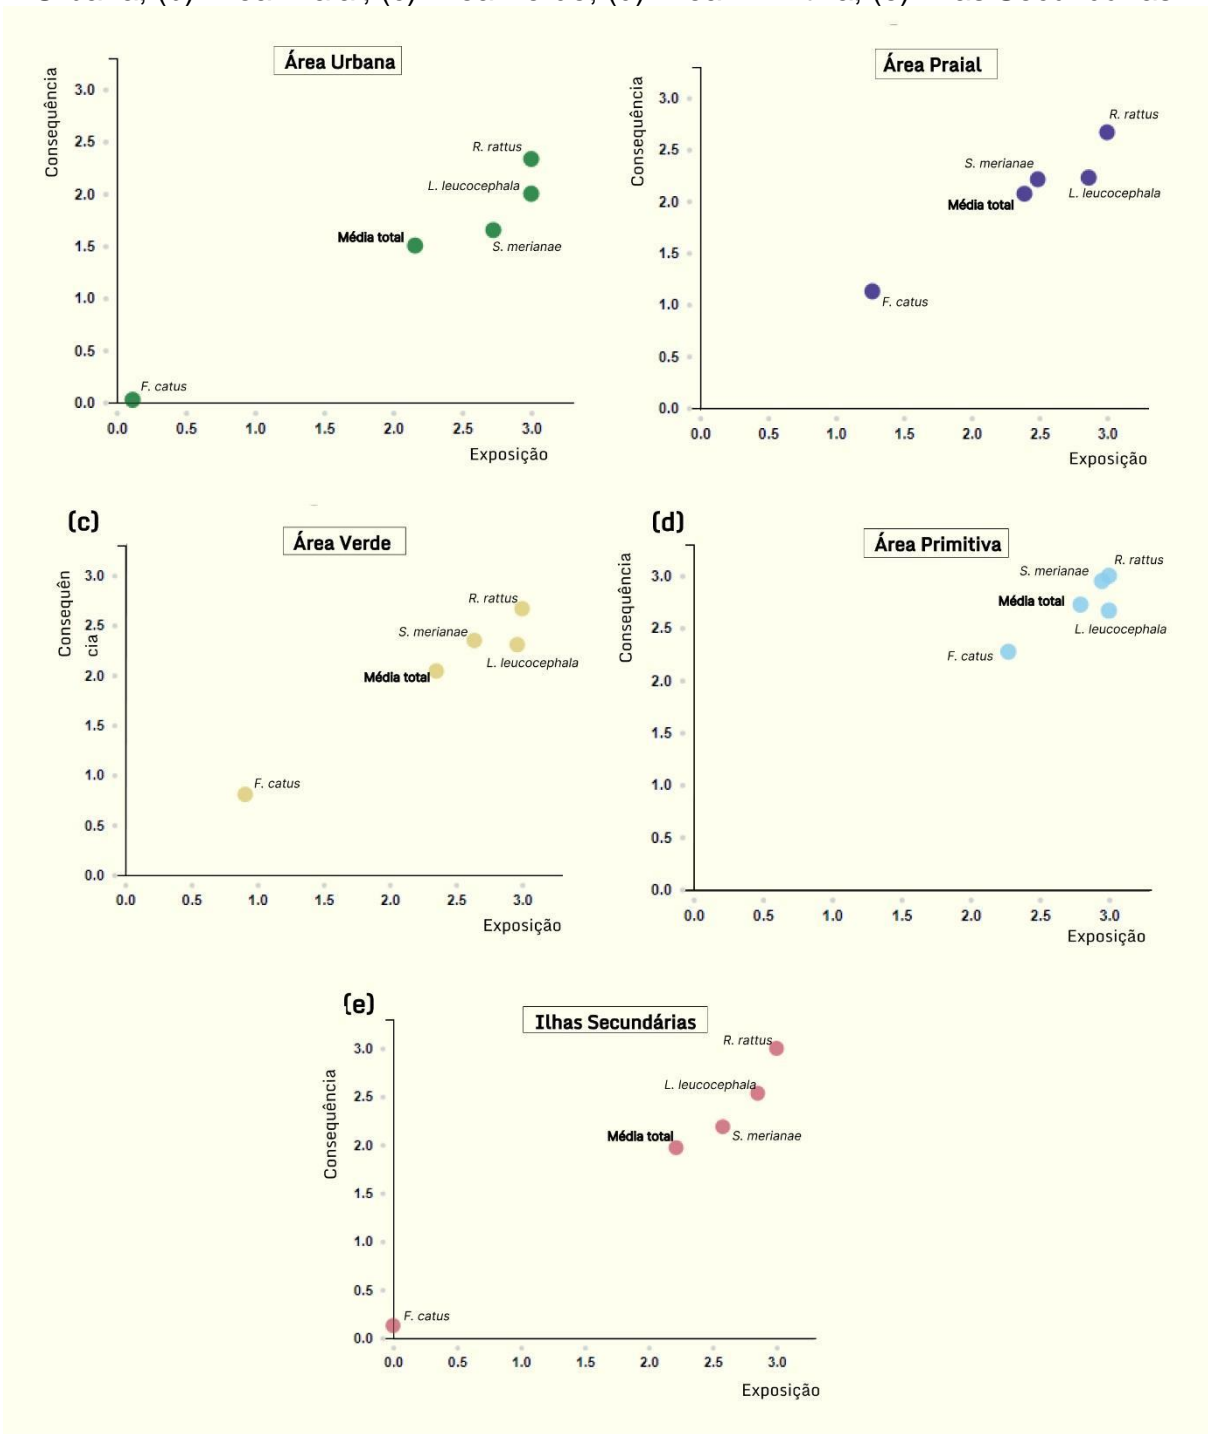 Área Urbana
Consequência
3.0
2.5
2.0
1.5
1.0
0.5
0.0
R. rattus
L. leucocephala
Média total
S. merianae
F. catus
0.0 0.5 1.0 1.5 2.0 2.5 3.0
Exposição
Área Praial
Consequência
3.0
2.5
2.0
1.5
1.0
0.5
0.0
R. rattus
S. merianae
L. leucocephala
Média total
F. catus
0.0 0.5 1.0 1.5 2.0 2.5 3.0
Exposição
(c)
Área Verde
Consequên
cia
3.0
2.5
2.0
1.5
1.0
0.5
0.0
R. rattus
S. merianae
L. leucocephala
Média total
F. catus
0.0 0.5 1.0 1.5 2.0 2.5 3.0
Exposição
(d)
Área Primitiva
Consequência
3.0
2.5
2.0
1.5
1.0
0.5
0.0
R. rattus
S. merianae
Média total
L. leucocephala
F. catus
0.0 0.5 1.0 1.5 2.0 2.5 3.0
Exposição
(e)
Ilhas Secundárias
Consequência
3.0
2.5
2.0
1.5
1.0
0.5
0.0
R. rattus
L. leucocephala
Média total
S. merianae
F. catus
0.0 0.5 1.0 1.5 2.0 2.5 3.0
Exposição